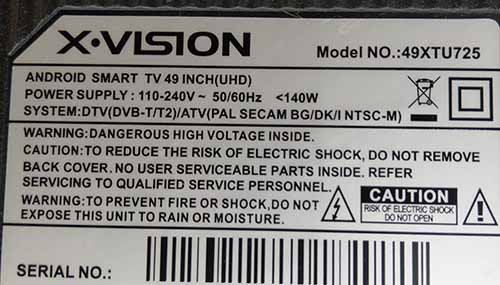 X·VISION
Model NO.:49XTU725
ANDROID SMART TV 49 INCH(UHD)
POWER SUPPLY : 110-240V ~ 50/60Hz <140W
SYSTEM:DTV(DVB-T/T2)/ATV(PAL SECAM BG/DK/I NTSC-M)
WARNING:DANGEROUS HIGH VOLTAGE INSIDE.
CAUTION:TO REDUCE THE RISK OF ELECTRIC SHOCK, DO NOT REMOVE
BACK COVER. NO USER SERVICEABLE PARTS INSIDE. REFER
SERVICING TO QUALIFIED SERVICE PERSONNEL.
WARNING:TO PREVENT FIRE OR SHOCK,DO NOT
EXPOSE THIS UNIT TO RAIN OR MOISTURE.
CAUTION
RISK OF ELECTRIC SHOCK
DO NOT OPEN
SERIAL NO.: